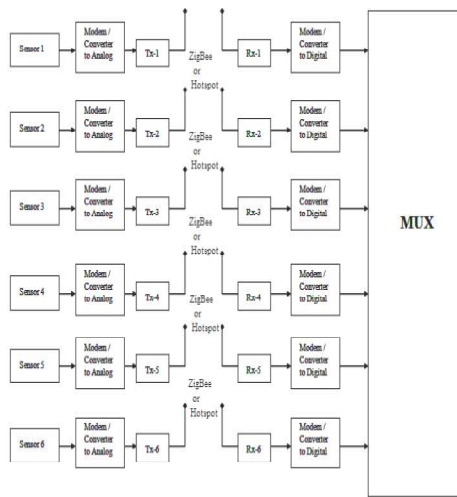 Sensor 1
Modem /
Converter
to Analog
Tx-1
ZigBee
or
Hotspot
Rx-1
Modem /
Converter
to Digital
Sensor 2
Modem /
Converter
to Analog
Tx-2
ZigBee
or
Hotspot
Rx-2
Modem /
Converter
to Digital
Sensor 3
Modem /
Converter
to Analog
Tx-3
ZigBee
or
Hotspot
Rx-3
Modem /
Converter
to Digital
MUX
Sensor 4
Modem /
Converter
to Analog
Tx-4
ZigBee
or
Hotspot
Rx-4
Modem /
Converter
to Digital
Sensor 5
Modem /
Converter
to Analog
Tx-5
ZigBee
or
Hotspot
Rx-5
Modem /
Converter
to Digital
Sensor 6
Modem /
Converter
to Analog
Tx-6
Rx-6
Modem /
Converter
to Digital